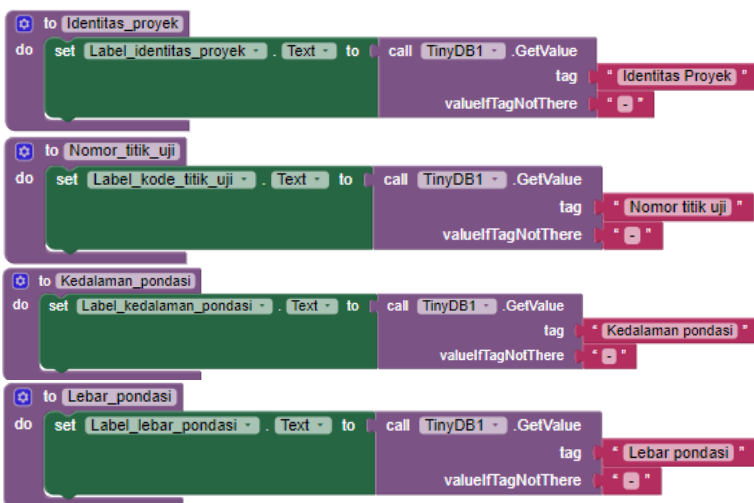 to Identitas_proyek
do set Label_identitas_proyek . Text to call TinyDB1 .GetValue
tag " Identitas Proyek "
valueIfTagNotThere " - "
to Nomor_titik_uji
do set Label_kode_titik_uji . Text to call TinyDB1 .GetValue
tag " Nomor titik uji "
valueIfTagNotThere " - "
to Kedalaman_pondasi
do set Label_kedalaman_pondasi . Text to call TinyDB1 .GetValue
tag " Kedalaman pondasi "
valueIfTagNotThere " - "
to Lebar_pondasi
do set Label_lebar_pondasi . Text to call TinyDB1 .GetValue
tag " Lebar pondasi "
valueIfTagNotThere " - "